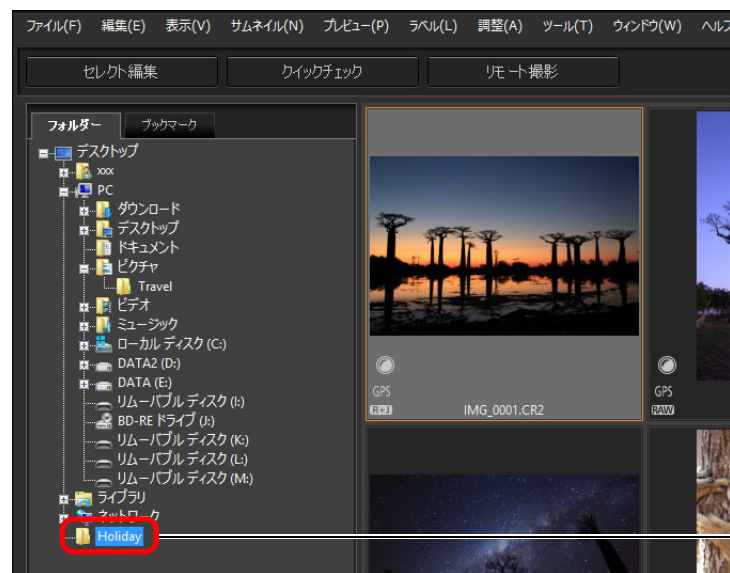 ファイル(F) 編集(E) 表示(V) サムネイル(N) プレビュー(P) ラベル(L) 調整(A) ツール(T) ウィンドウ(W) ヘルプ
セレクト編集 クイックチェック リモート撮影
フォルダー ブックマーク
デスクトップ
xxx
PC
ダウンロード
デスクトップ
ドキュメント
ピクチャ
Travel
ビデオ
ミュージック
ローカル ディスク (C:)
DATA2 (D:)
DATA (E:)
リムーバブル ディスク (I:)
BD-RE ドライブ (J:)
リムーバブル ディスク (K:)
リムーバブル ディスク (L:)
リムーバブル ディスク (M:)
ライブラリ
ネットワーク
Holiday
GPS
R+J IMG_0001.CR2
GPS
RAW